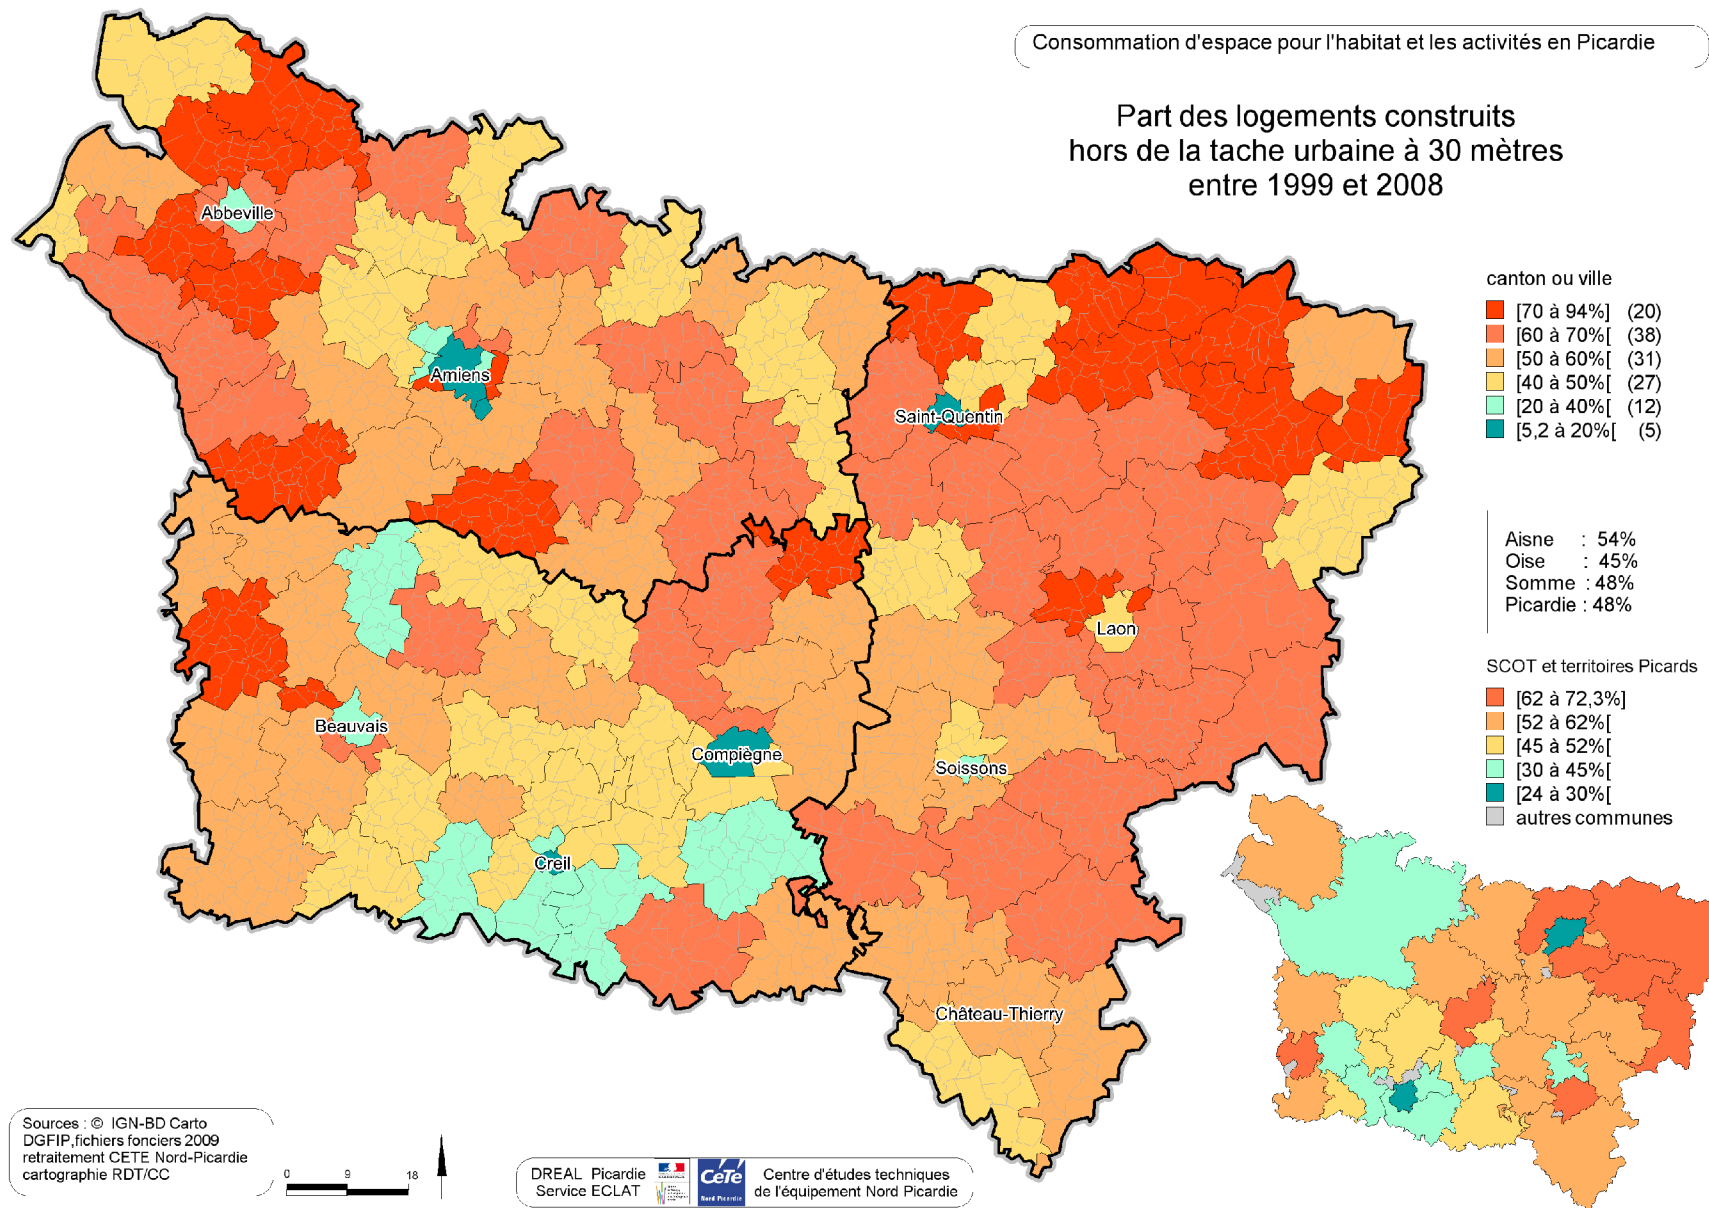 Consommation d'espace pour l'habitat et les activités en Picardie
Part des logements construits
hors de la tache urbaine à 30 mètres
entre 1999 et 2008
canton ou ville
[70 à 94%] (20)
[60 à 70%[ (38)
[50 à 60%[ (31)
[40 à 50%[ (27)
[20 à 40%[ (12)
[5,2 à 20%[ (5)
Aisne : 54%
Oise : 45%
Somme : 48%
Picardie : 48%
SCOT et territoires Picards
[62 à 72,3%]
[52 à 62%[
[45 à 52%[
[30 à 45%[
[24 à 30%[
autres communes
Abbeville
Amiens
Saint-Quentin
Laon
Beauvais
Compiègne
Soissons
Creil
Château-Thierry
Sources : © IGN-BD Carto
DGFIP,fichiers fonciers 2009
retraitement CETE Nord-Picardie
cartographie RDT/CC
0 9 18
DREAL Picardie
Service ECLAT
CeTe
Nord Picardie
Centre d'études techniques
de l'équipement Nord Picardie